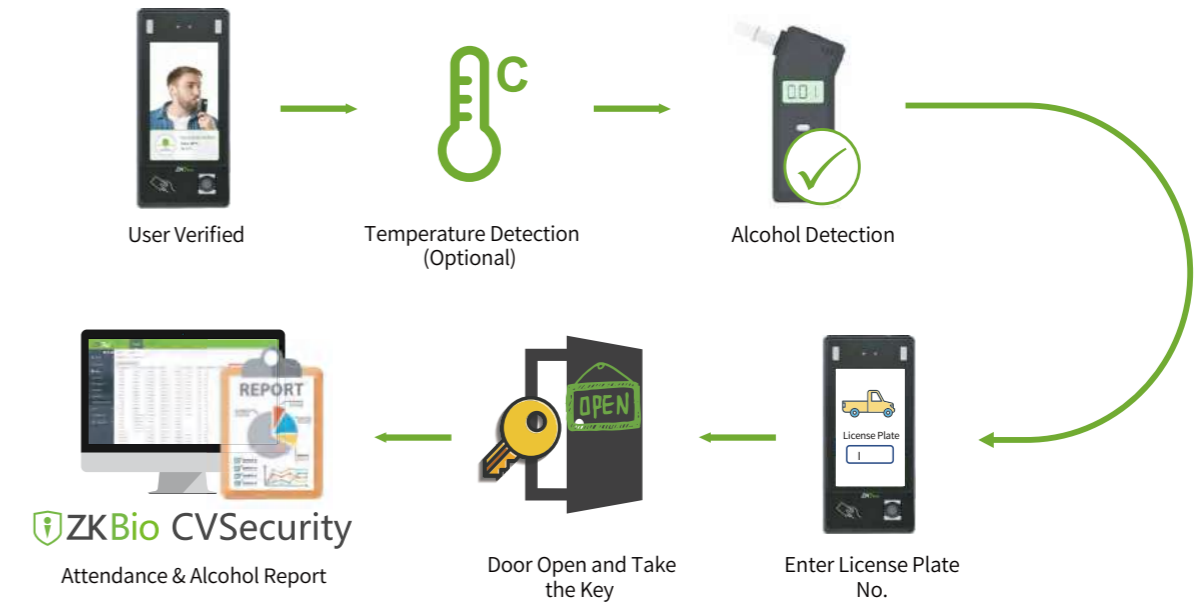 C
0.01
ZKTeco
User Verified
Temperature Detection
(Optional)
Alcohol Detection
REPORT
OPEN
License Plate
ZKBio CVSecurity
Attendance & Alcohol Report
Door Open and Take
the Key
Enter License Plate
No.